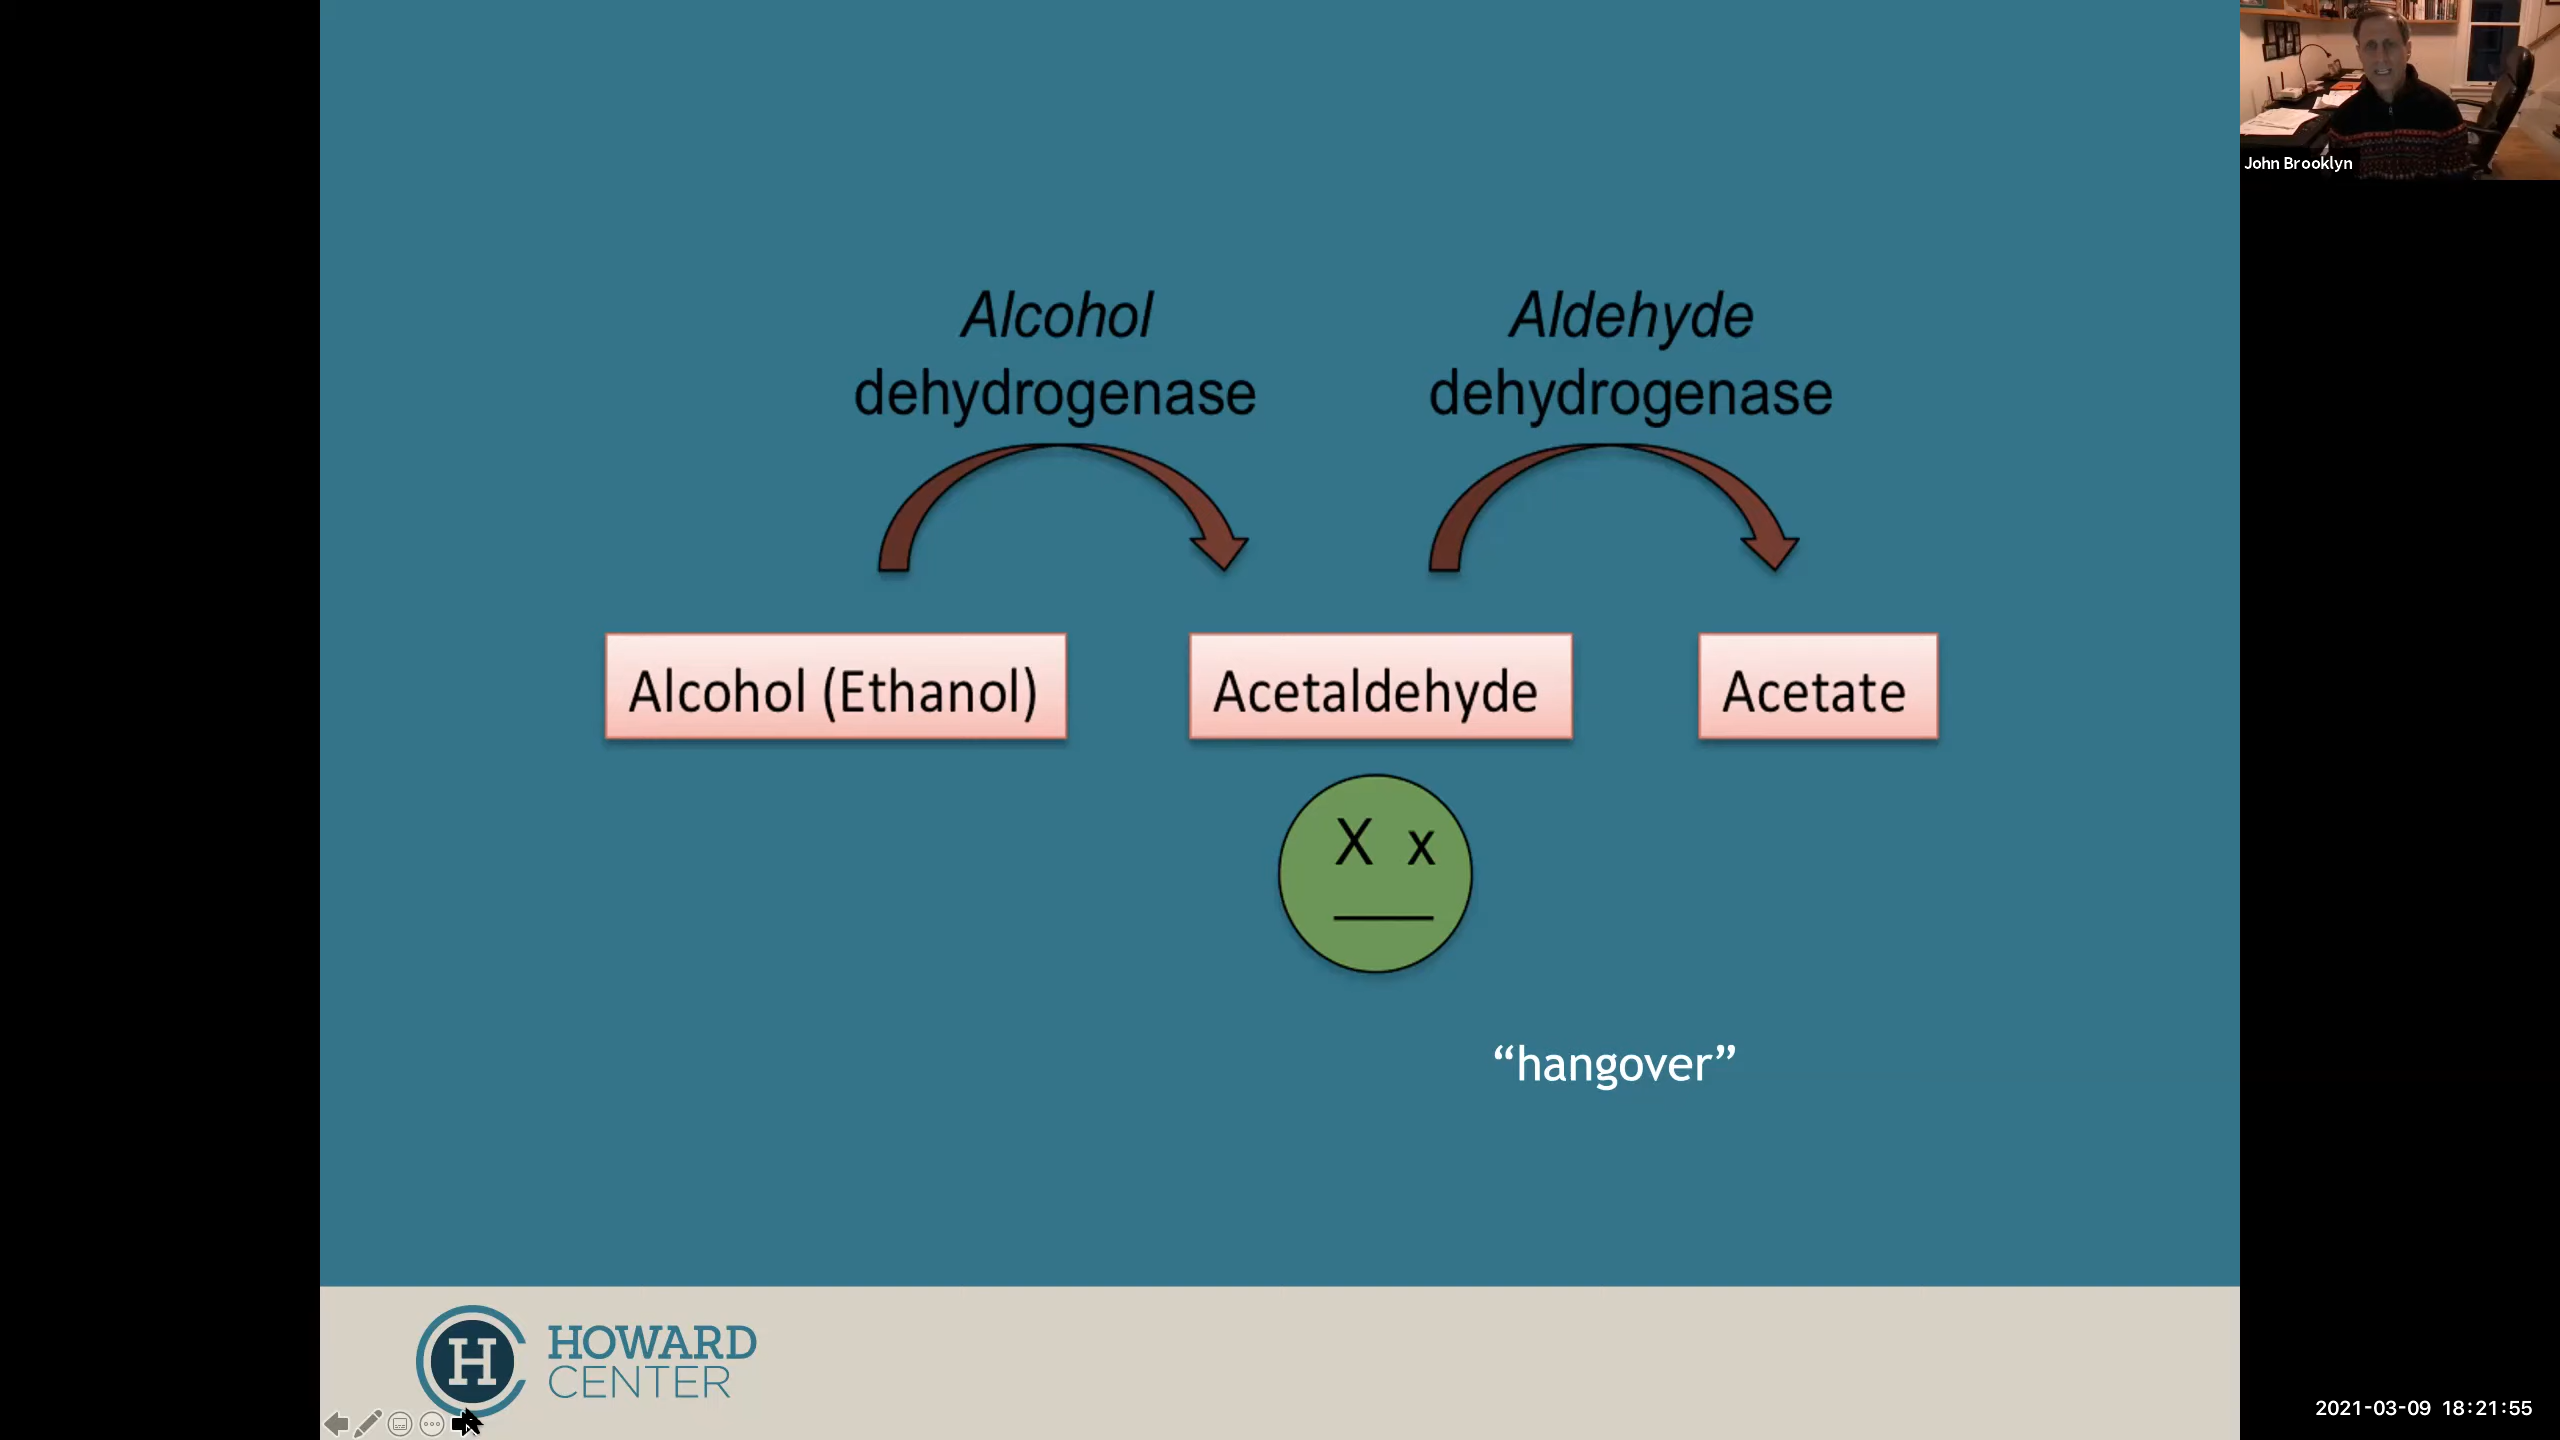 Alcohol
dehydrogenase
Aldehyde
dehydrogenase
Alcohol (Ethanol)
Acetaldehyde
Acetate
X x
“hangover”
H
HOWARD
CENTER
John Brooklyn
2021-03-09 18:21:55